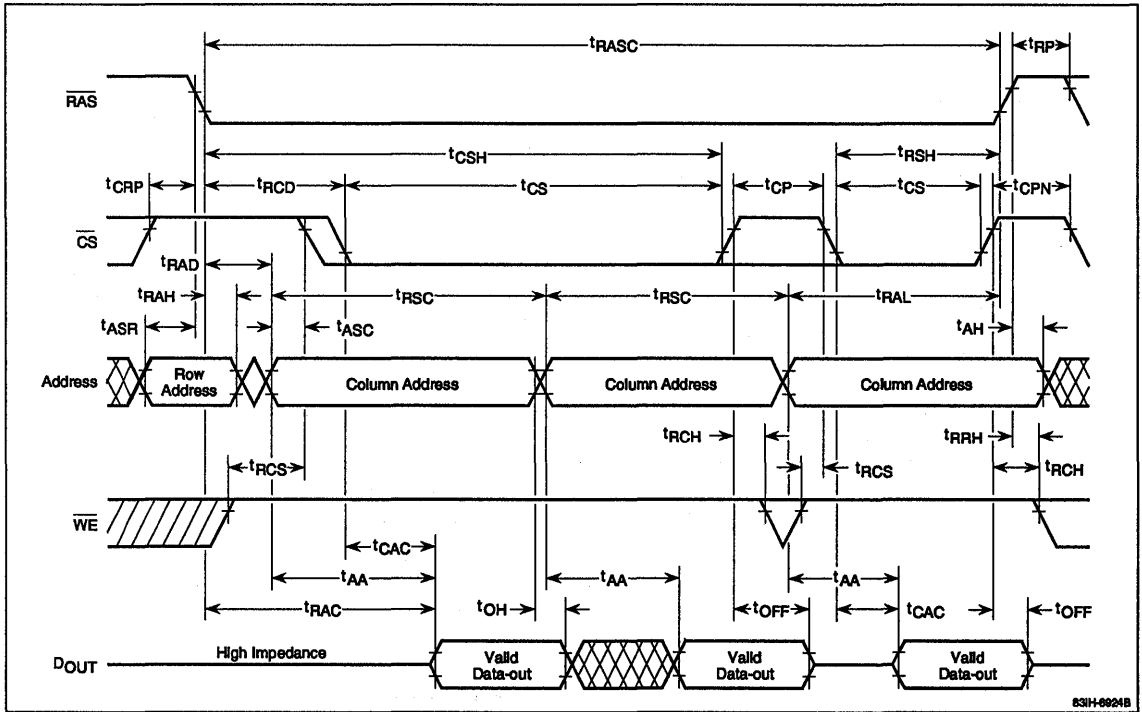 tRASC
tRP
RAS
tCSH
tRSH
tCRP
tRCD
tCS
tCP
tCS
tCPN
CS
tRAD
tRAH
tRSC
tRSC
tRAL
tASR
tASC
tAH
Address
Row
Address
Column Address
Column Address
Column Address
tRCH
tRRH
tRCS
tRCS
tRCH
WE
tCAC
tAA
tAA
tAA
tRAC
tOH
tOFF
tCAC
tOFF
DOUT
High Impedance
Valid
Data-out
Valid
Data-out
Valid
Data-out
83IH-6924B